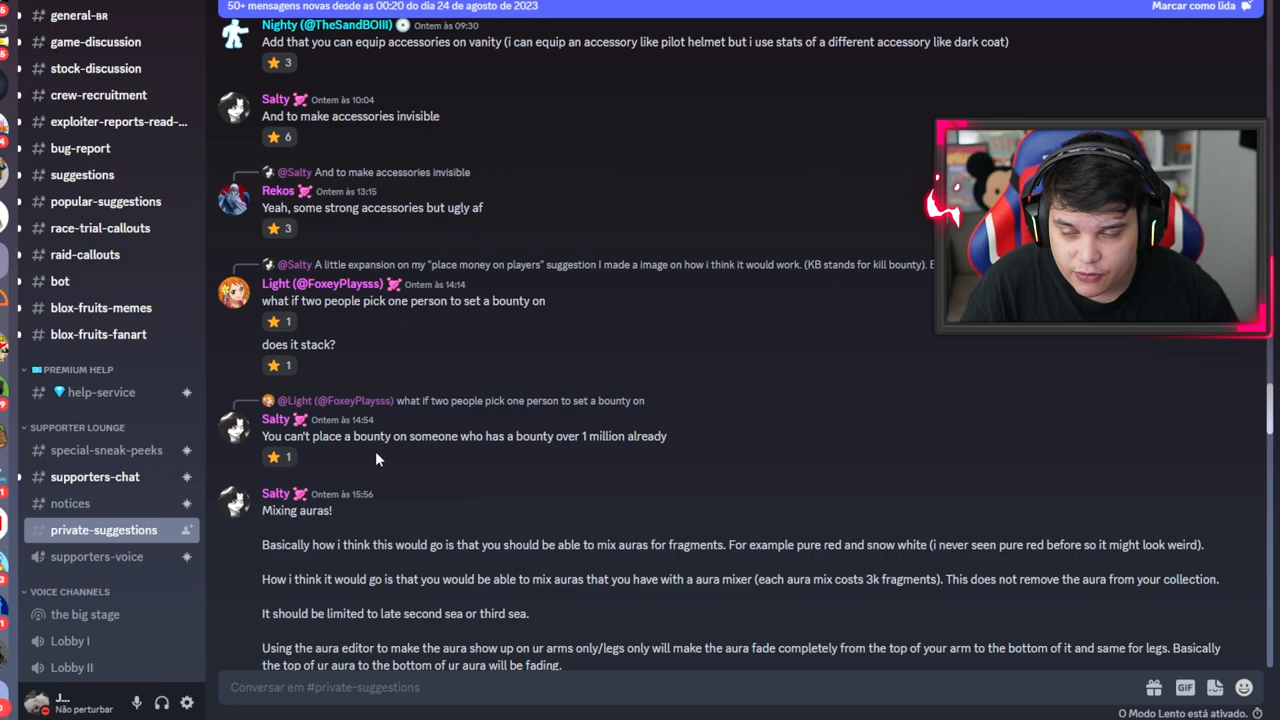 50+ mensagens novas desde as 00:20 do dia 24 de agosto de 2023
Marcar como lida
# general-BR
# game-discussion
# stock-discussion
# crew-recruitment
# exploiter-reports-read-...
# bug-report
# suggestions
# popular-suggestions
# race-trial-callouts
# raid-callouts
# bot
# blox-fruits-memes
# blox-fruits-fanart
PREMIUM HELP
# 💎help-service
SUPPORTER LOUNGE
# special-sneak-peeks
# supporters-chat
# notices
# private-suggestions
supporters-voice
VOICE CHANNELS
the big stage
Lobby I
Lobby II
J...
Não perturbar
Nighty (@TheSandBOIII) Ontem às 09:30
Add that you can equip accessories on vanity (i can equip an accessory like pilot helmet but i use stats of a different accessory like dark coat)
⭐ 3
Salty Ontem às 10:04
And to make accessories invisible
⭐ 6
@Salty And to make accessories invisible
Rekos Ontem às 13:15
Yeah, some strong accessories but ugly af
⭐ 3
@Salty A little expansion on my "place money on players" suggestion I made a image on how i think it would work. (KB stands for kill bounty). E
Light (@FoxeyPlaysss) Ontem às 14:14
what if two people pick one person to set a bounty on
⭐ 1
does it stack?
⭐ 1
@Light (@FoxeyPlaysss) what if two people pick one person to set a bounty on
Salty Ontem às 14:54
You can't place a bounty on someone who has a bounty over 1 million already
⭐ 1
Salty Ontem às 15:56
Mixing auras!
Basically how i think this would go is that you should be able to mix auras for fragments. For example pure red and snow white (i never seen pure red before so it might look weird).
How i think it would go is that you would be able to mix auras that you have with a aura mixer (each aura mix costs 3k fragments). This does not remove the aura from your collection.
It should be limited to late second sea or third sea.
Using the aura editor to make the aura show up on ur arms only/legs only will make the aura fade completely from the top of your arm to the bottom of it and same for legs. Basically
the top of ur aura to the bottom of ur aura will be fading.
Conversar em #private-suggestions
GIF
O Modo Lento está ativado.